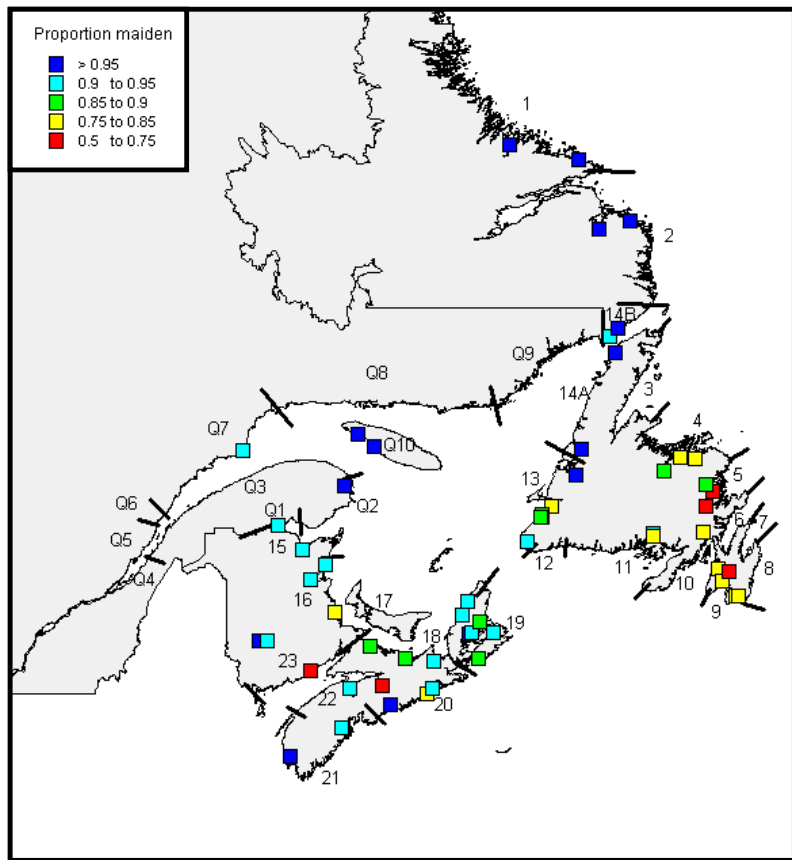 Proportion maiden
> 0.95
0.9 to 0.95
0.85 to 0.9
0.75 to 0.85
0.5 to 0.75
1
2
14B
Q9
Q8
14A
3
4
Q7
Q10
5
Q3
13
Q2
Q6
Q1
6
7
Q5
15
12
11
8
Q4
10
16
17
9
18
19
23
22
20
21